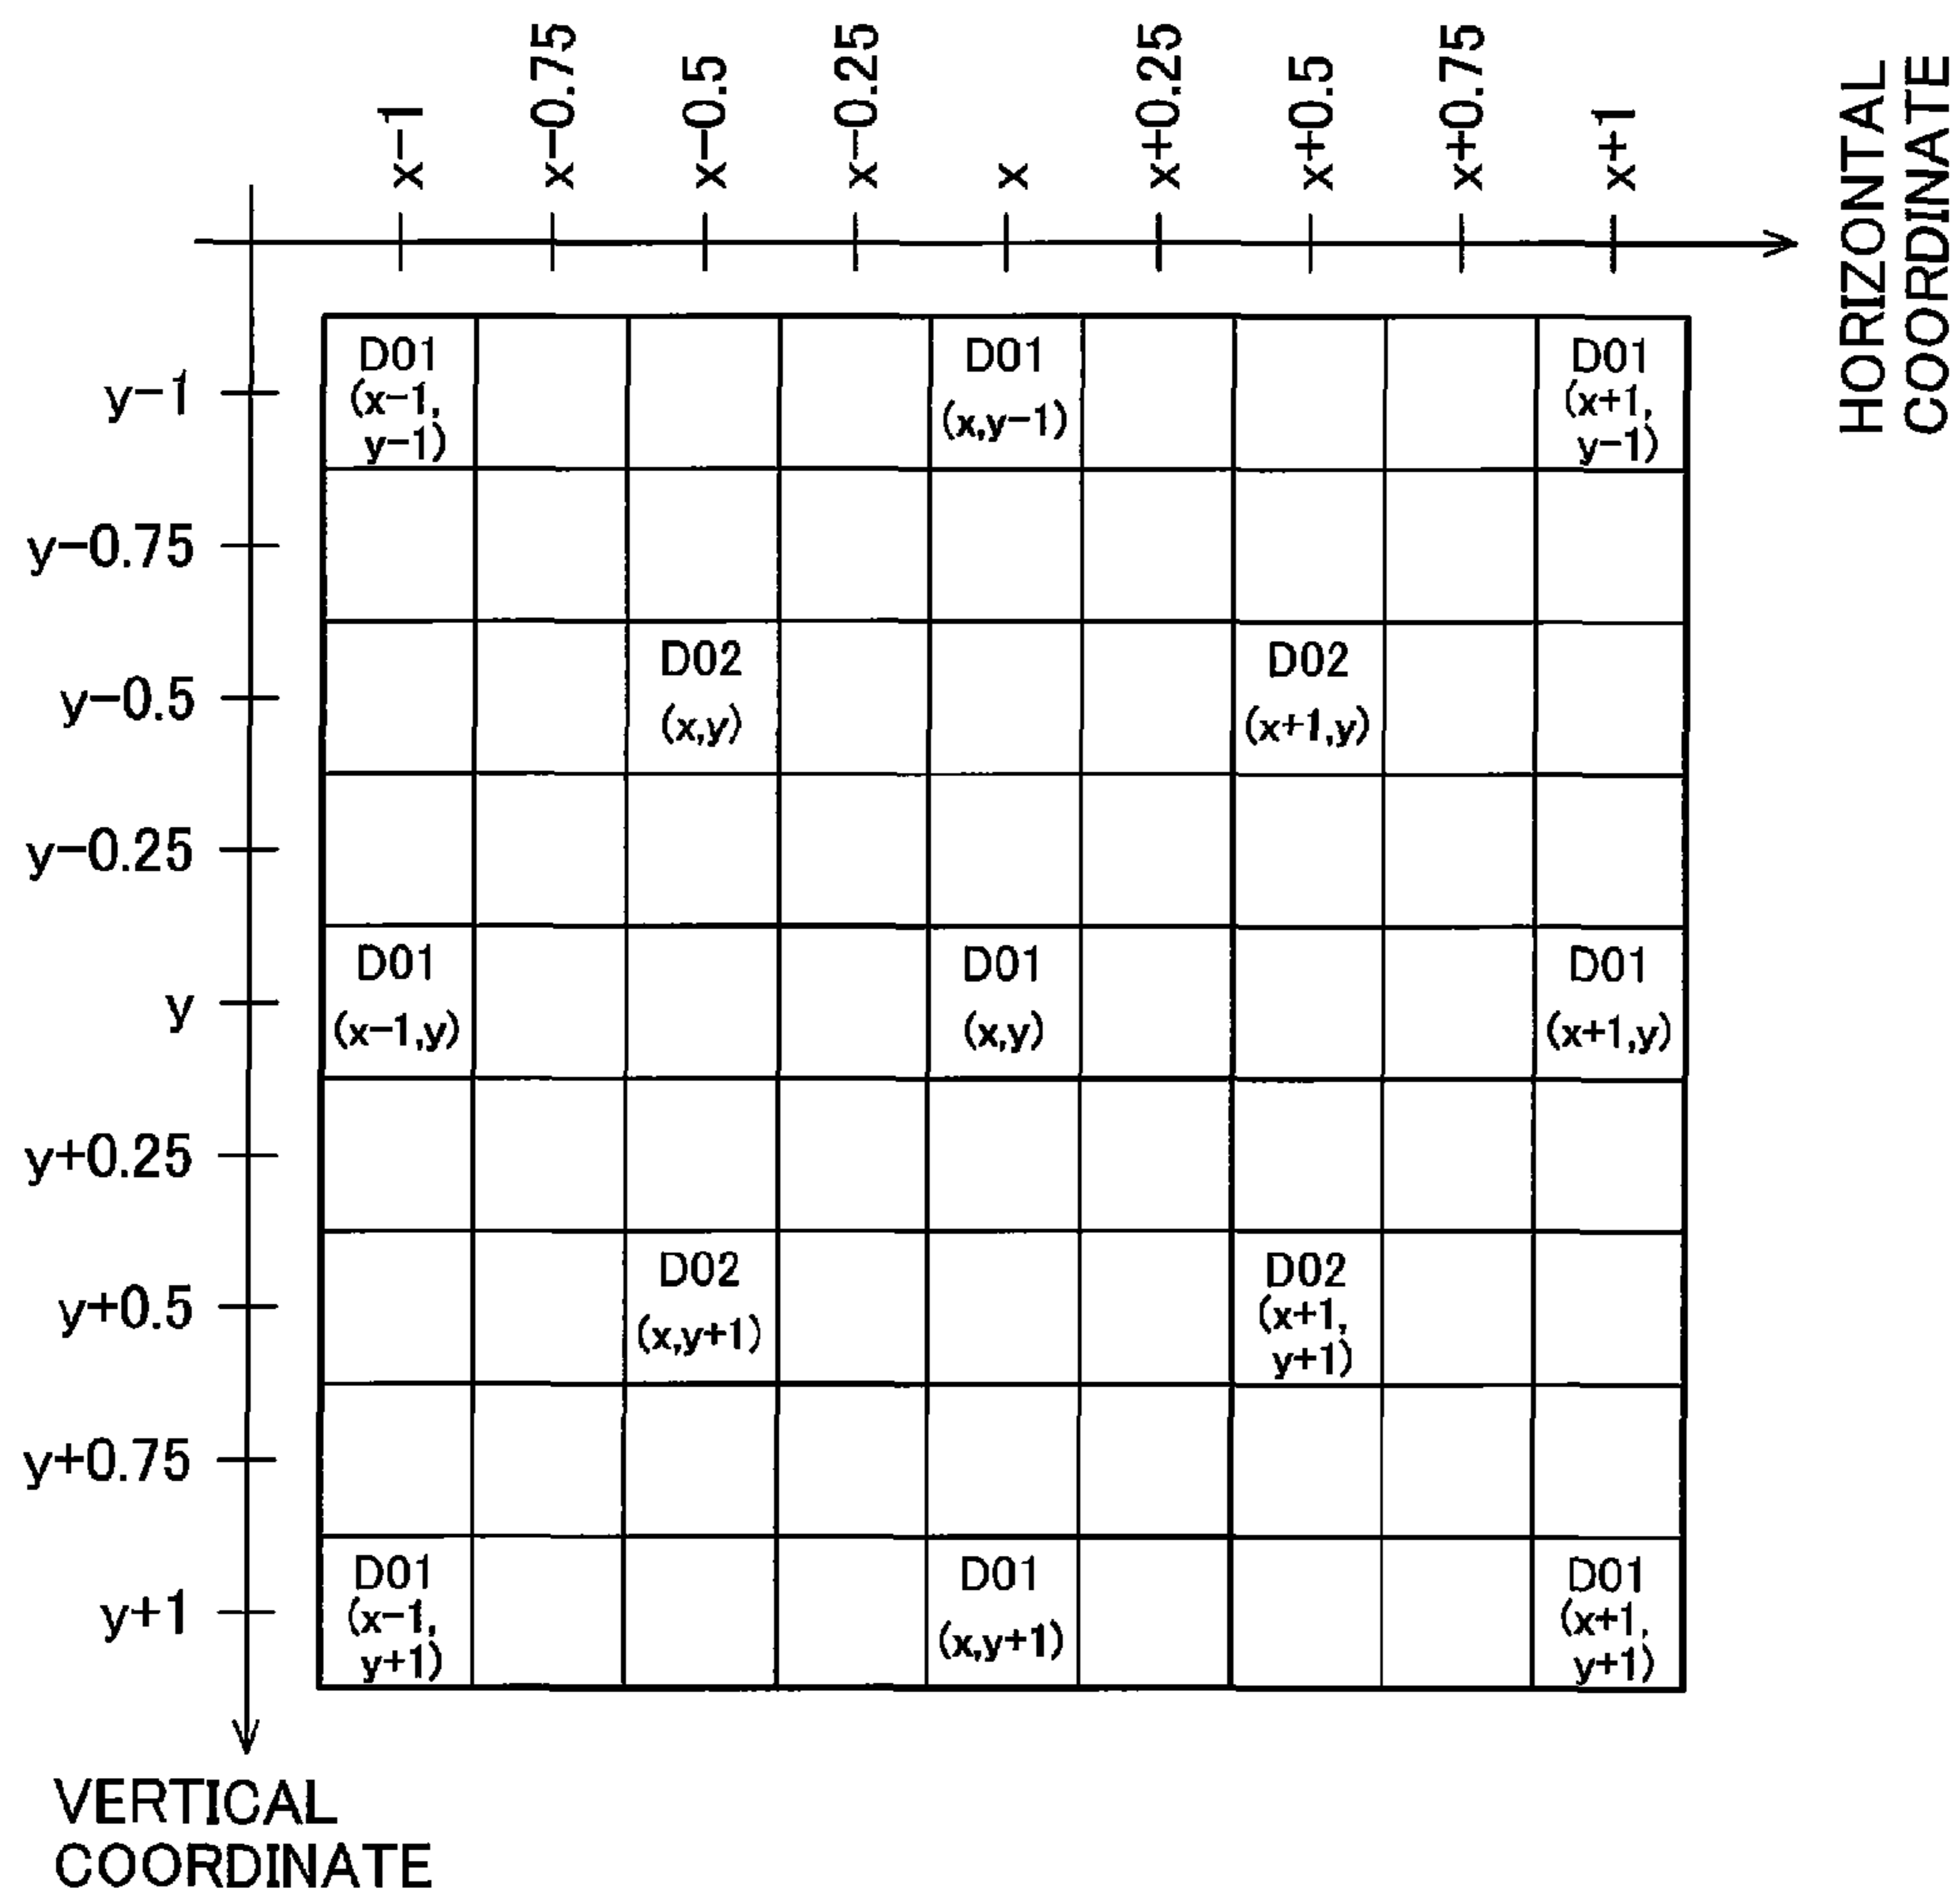 x−1
x−0.75
x−0.5
x−0.25
x
x+0.25
x+0.5
x+0.75
x+1
HORIZONTAL
COORDINATE
y−1
D01
(x−1,
y−1)
D01
(x,y−1)
D01
(x+1,
y−1)
y−0.75
y−0.5
D02
(x,y)
D02
(x+1,y)
y−0.25
y
D01
(x−1,y)
D01
(x,y)
D01
(x+1,y)
y+0.25
y+0.5
D02
(x,y+1)
D02
(x+1,
y+1)
y+0.75
y+1
D01
(x−1,
y+1)
D01
(x,y+1)
D01
(x+1,
y+1)
VERTICAL
COORDINATE